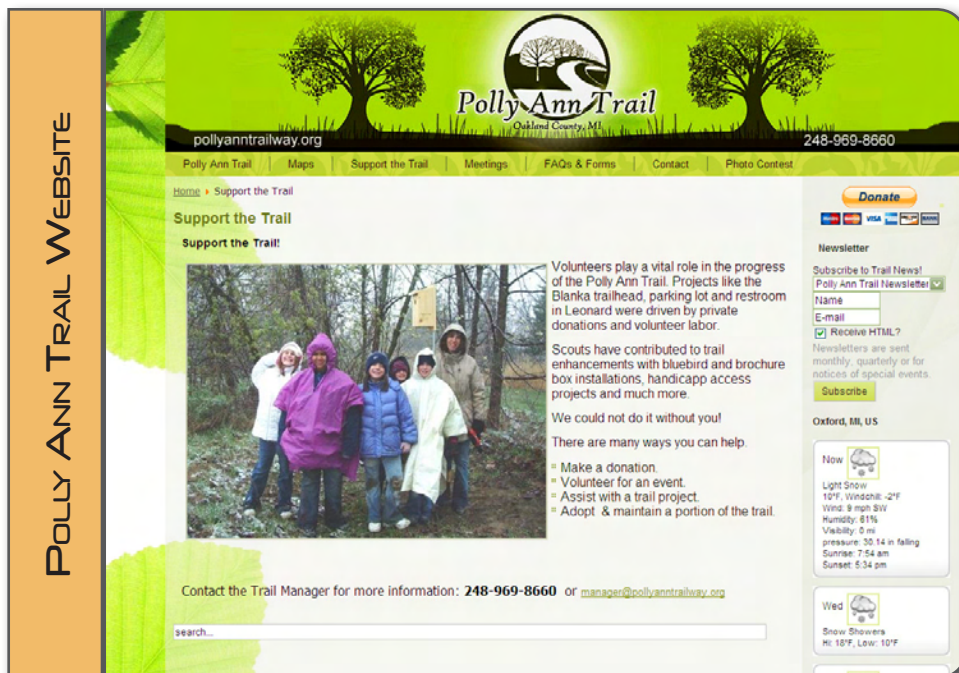 POLLY ANN TRAIL WEBSITE
Polly Ann Trail
Oakland County, MI
pollyanntrailway.org
248-969-8660
Polly Ann Trail
Maps
Support the Trail
Meetings
FAQs & Forms
Contact
Photo Contest
Home
Support the Trail
Support the Trail
Support the Trail!
Volunteers play a vital role in the progress
of the Polly Ann Trail. Projects like the
Blanka trailhead, parking lot and restroom
in Leonard were driven by private
donations and volunteer labor.
Scouts have contributed to trail
enhancements with bluebird and brochure
box installations, handicapp access
projects and much more.
We could not do it without you!
There are many ways you can help.
Make a donation.
Volunteer for an event.
Assist with a trail project.
Adopt & maintain a portion of the trail.
Contact the Trail Manager for more information: 248-969-8660 or manager@pollyanntrailway.org
search...
Donate
VISA
BANK
Newsletter
Subscribe to Trail News!
Polly Ann Trail Newsletter
Name
E-mail
Receive HTML?
Newsletters are sent
monthly, quarterly or for
notices of special events.
Subscribe
Oxford, MI, US
Now
Light Snow
10°F, Windchill: -2°F
Wind: 9 mph SW
Humidity: 61%
Visibility: 0 mi
pressure: 30.14 in falling
Sunrise: 7:54 am
Sunset: 5:34 pm
Wed
Snow Showers
Hi: 18°F, Low: 10°F